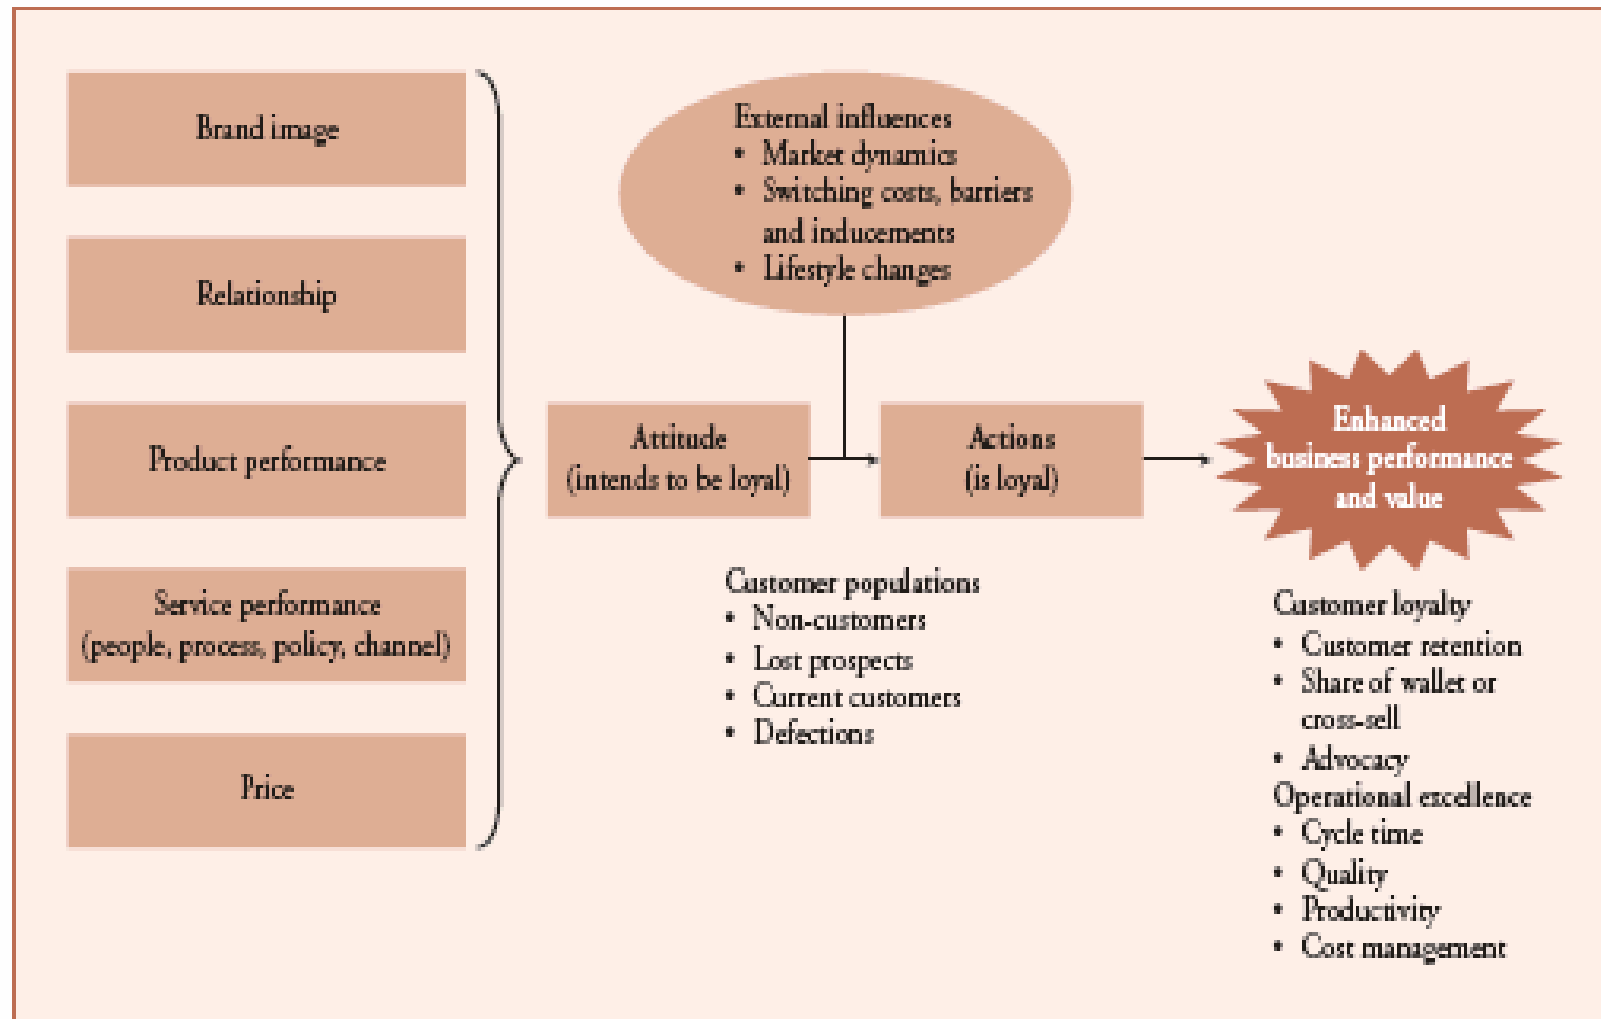 Brand image
Relationship
Product performance
Service performance
(people, process, policy, channel)
Price
External influences
• Market dynamics
• Switching costs, barriers
and inducements
• Lifestyle changes
Attitude
(intends to be loyal)
Actions
(is loyal)
Customer populations
• Non-customers
• Lost prospects
• Current customers
• Defections
Enhanced
business performance
and value
Customer loyalty
• Customer retention
• Share of wallet or
cross-sell
• Advocacy
Operational excellence
• Cycle time
• Quality
• Productivity
• Cost management